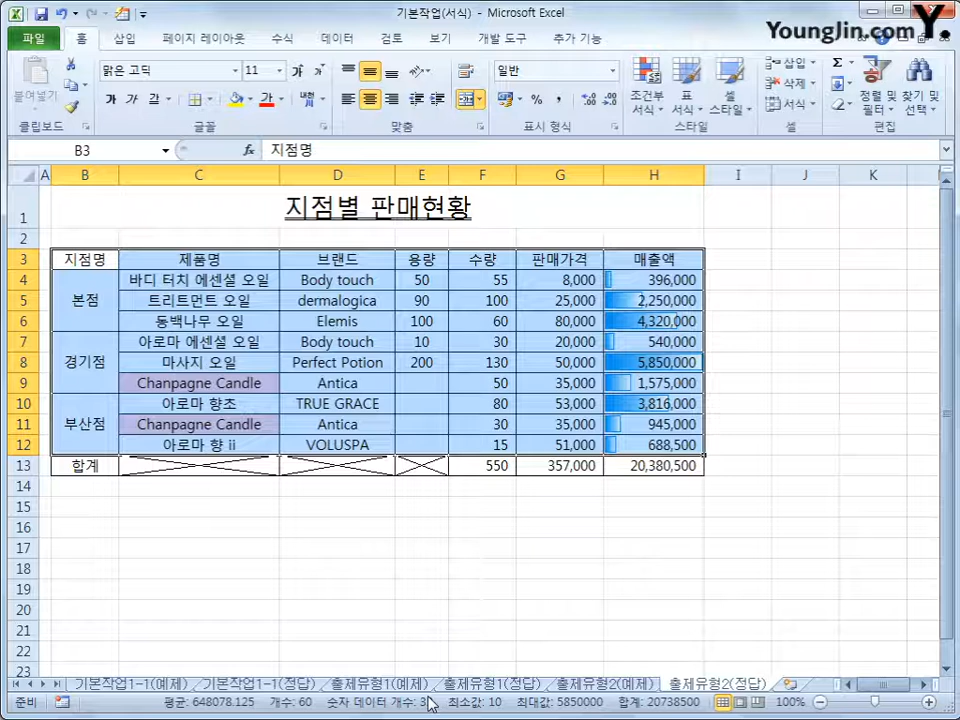 기본작업(서식) - Microsoft Excel
Younglin.com Y.
파일 홈 삽입 페이지 레이아웃 수식 데이터 검토 보기 개발 도구 추가 기능
맑은 고딕 11 일반
붙여넣기 가 가 간 조건부 서식 표 서식 셀 스타일 삽입 삭제 서식 정렬 및 필터 찾기 및 선택
클립보드 글꼴 맞춤 표시 형식 스타일 셀 편집
B3 fx 지점명
A B C D E F G H I J K
1 지점별 판매현황
2
3 지점명 제품명 브랜드 용량 수량 판매가격 매출액
4 바디 터치 에센셜 오일 Body touch 50 55 8,000 396,000
5 본점 트리트먼트 오일 dermalogica 90 100 25,000 2,250,000
6 동백나무 오일 Elemis 100 60 80,000 4,320,000
7 아로마 에센셜 오일 Body touch 10 30 20,000 540,000
8 경기점 마사지 오일 Perfect Potion 200 130 50,000 5,850,000
9 Chanpagne Candle Antica 50 35,000 1,575,000
10 아로마 향초 TRUE GRACE 80 53,000 3,816,000
11 부산점 Chanpagne Candle Antica 30 35,000 945,000
12 아로마 향 ii VOLUSPA 15 51,000 688,500
13 합계 550 357,000 20,380,500
14
15
16
17
18
19
20
21
22
23
기본작업1-1(예제) 기본작업1-1(정답) 출제유형1(예제) 출제유형1(정답) 출제유형2(예제) 출제유형2(정답)
준비 평균: 648078.125 개수: 60 숫자 데이터 개수: 3 최소값: 10 최대값: 5850000 합계: 20738500 100%